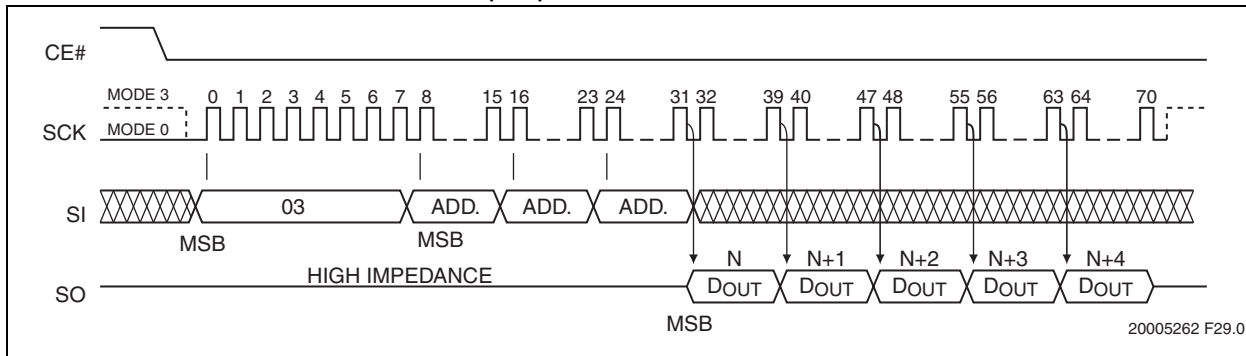 CE#
MODE 3
0 1 2 3 4 5 6 7 8 15 16 23 24 31 32 39 40 47 48 55 56 63 64 70
SCK
MODE 0
SI
03 ADD. ADD. ADD.
MSB MSB
N N+1 N+2 N+3 N+4
HIGH IMPEDANCE
SO
DOUT DOUT DOUT DOUT DOUT
MSB
20005262 F29.0